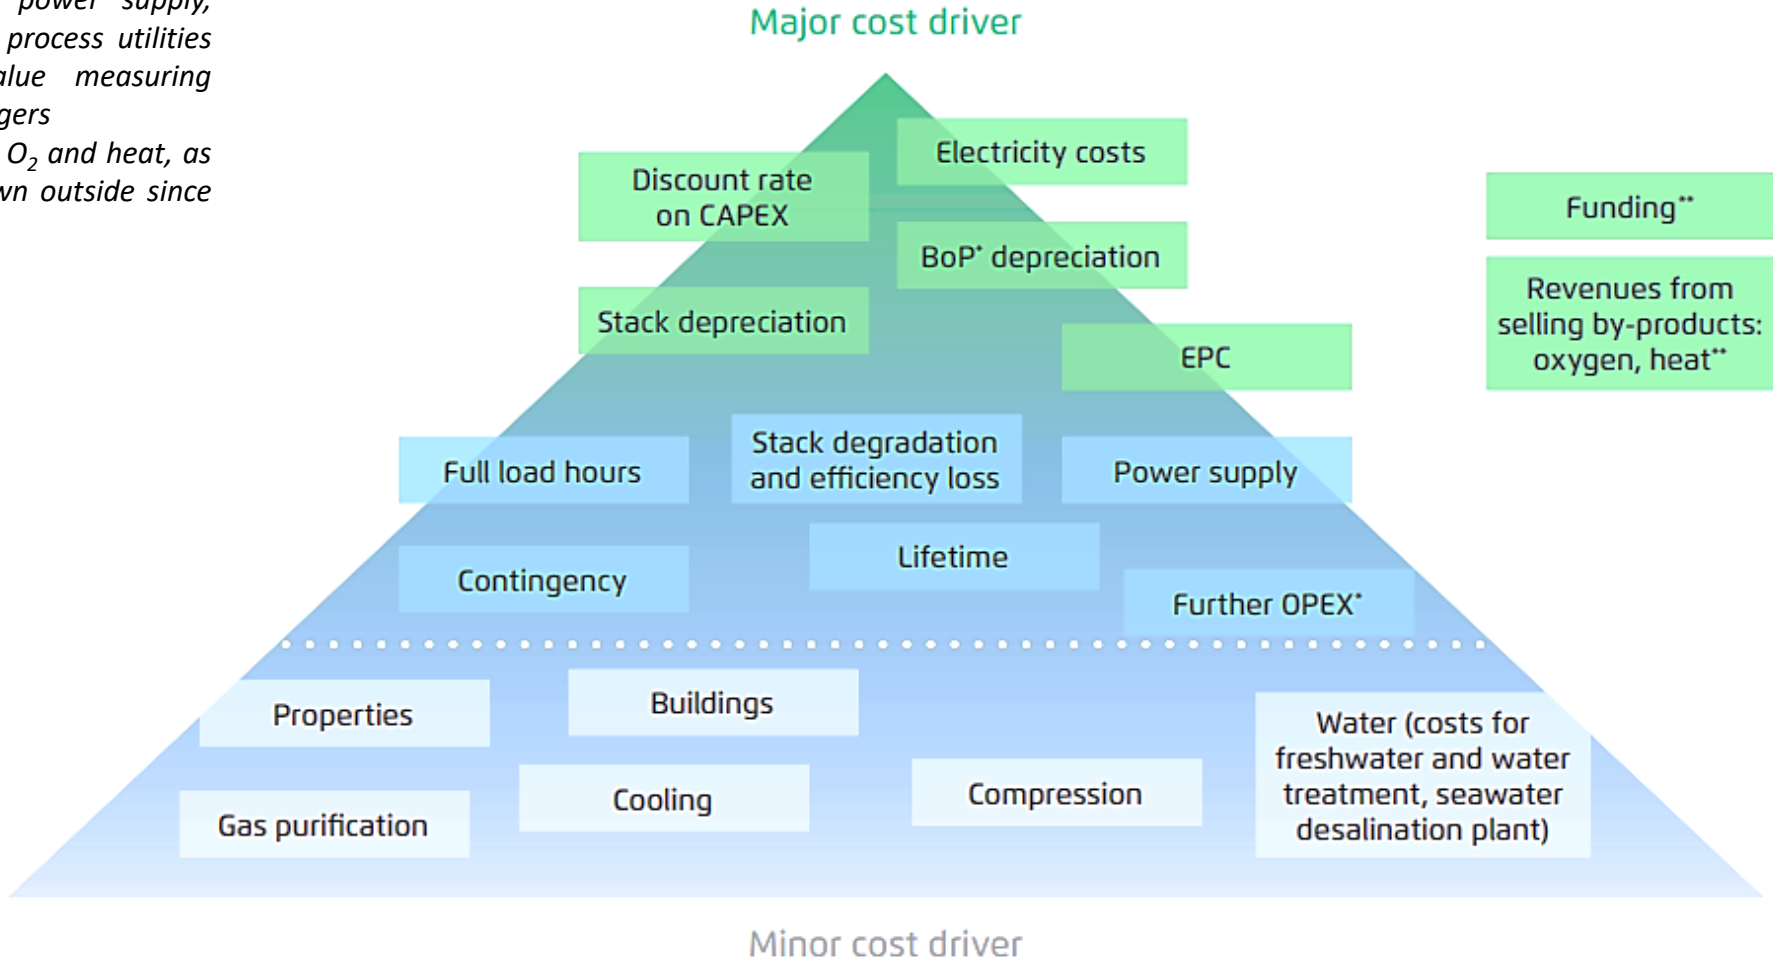 power supply,
process utilities
measuring
O₂ and heat, as
outside since
Major cost driver
Electricity costs
Discount rate
on CAPEX
Funding**
BoP* depreciation
Revenues from
selling by-products:
oxygen, heat**
Stack depreciation
EPC
Full load hours
Stack degradation
and efficiency loss
Power supply
Lifetime
Contingency
Further OPEX*
Properties
Buildings
Water (costs for
freshwater and water
treatment, seawater
desalination plant)
Cooling
Compression
Gas purification
Minor cost driver